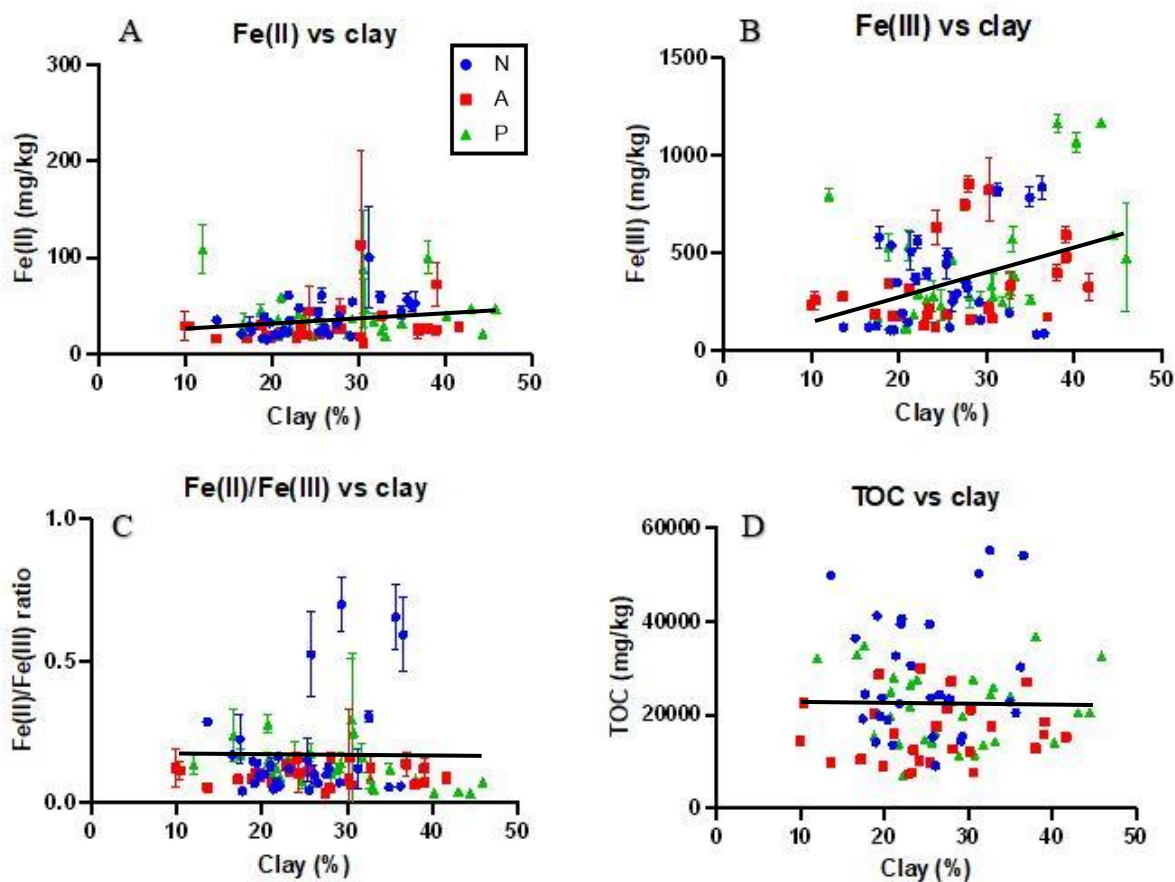 A
Fe(II) vs clay
300
200
100
0
Fe(II) (mg/kg)
N
A
P
0 10 20 30 40 50
Clay (%)
B
Fe(III) vs clay
1500
1000
500
0
Fe(III) (mg/kg)
0 10 20 30 40 50
Clay (%)
C
Fe(II)/Fe(III) vs clay
1.0
0.5
0.0
Fe(II)/Fe(III) ratio
0 10 20 30 40 50
Clay (%)
D
TOC vs clay
60000
40000
20000
0
TOC (mg/kg)
0 10 20 30 40 50
Clay (%)